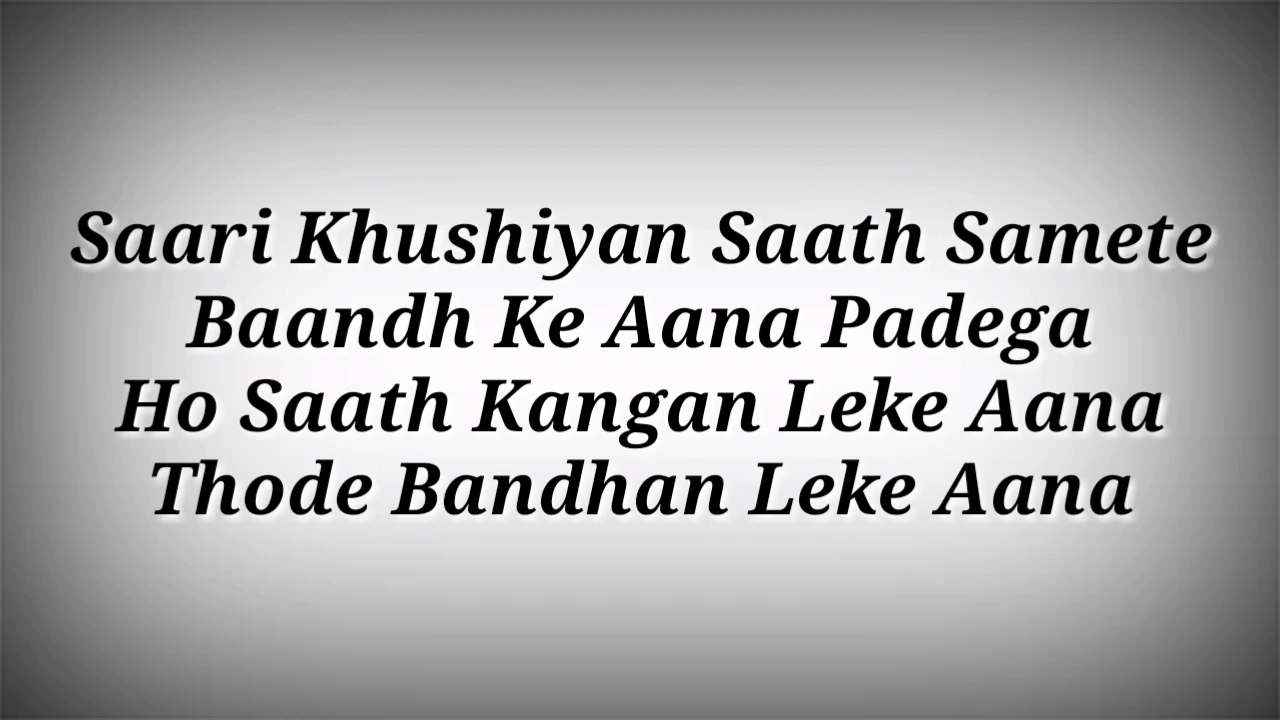 Saari Khushiyan Saath Samete
Baandh Ke Aana Padega
Ho Saath Kangan Leke Aana
Thode Bandhan Leke Aana